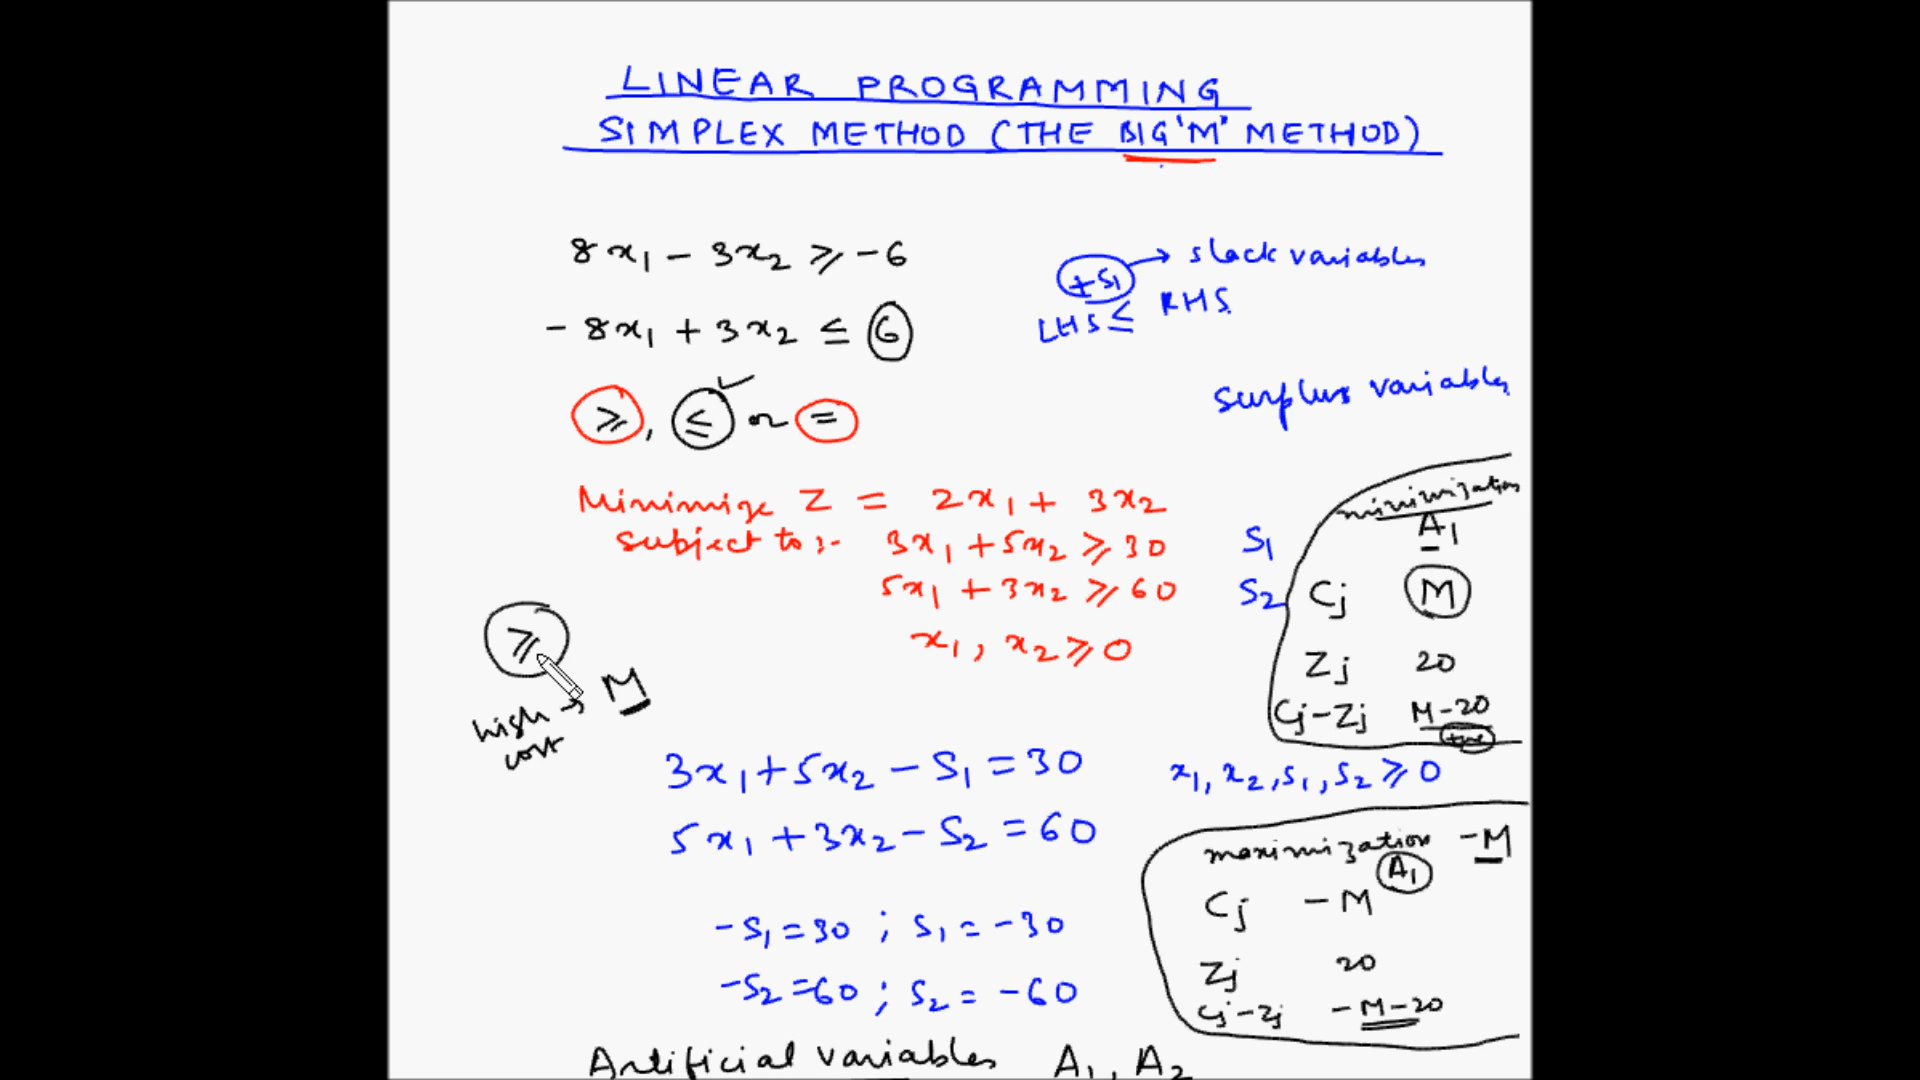 LINEAR PROGRAMMING
SIMPLEX METHOD (THE BIG 'M' METHOD)
8x₁ - 3x₂ ≥ -6
-8x₁ + 3x₂ ≤ 6
≥, ≤ or =
+S₁ → slack variables
LHS ≤ RHS
surplus variables
Minimize Z = 2x₁ + 3x₂
subject to :- 3x₁ + 5x₂ ≥ 30 S₁
5x₁ + 3x₂ ≥ 60 S₂
x₁, x₂ ≥ 0
minimization
A₁
Cj M
Zj 20
Cj-Zj M-20
+ve
≥
high cost → M
3x₁ + 5x₂ - S₁ = 30
5x₁ + 3x₂ - S₂ = 60
x₁, x₂, s₁, s₂ ≥ 0
-S₁ = 30 ; S₁ = -30
-S₂ = 60 ; S₂ = -60
maximization -M
A₁
Cj -M
Zj 20
Cj-Zj -M-20
Artificial variables A₁, A₂